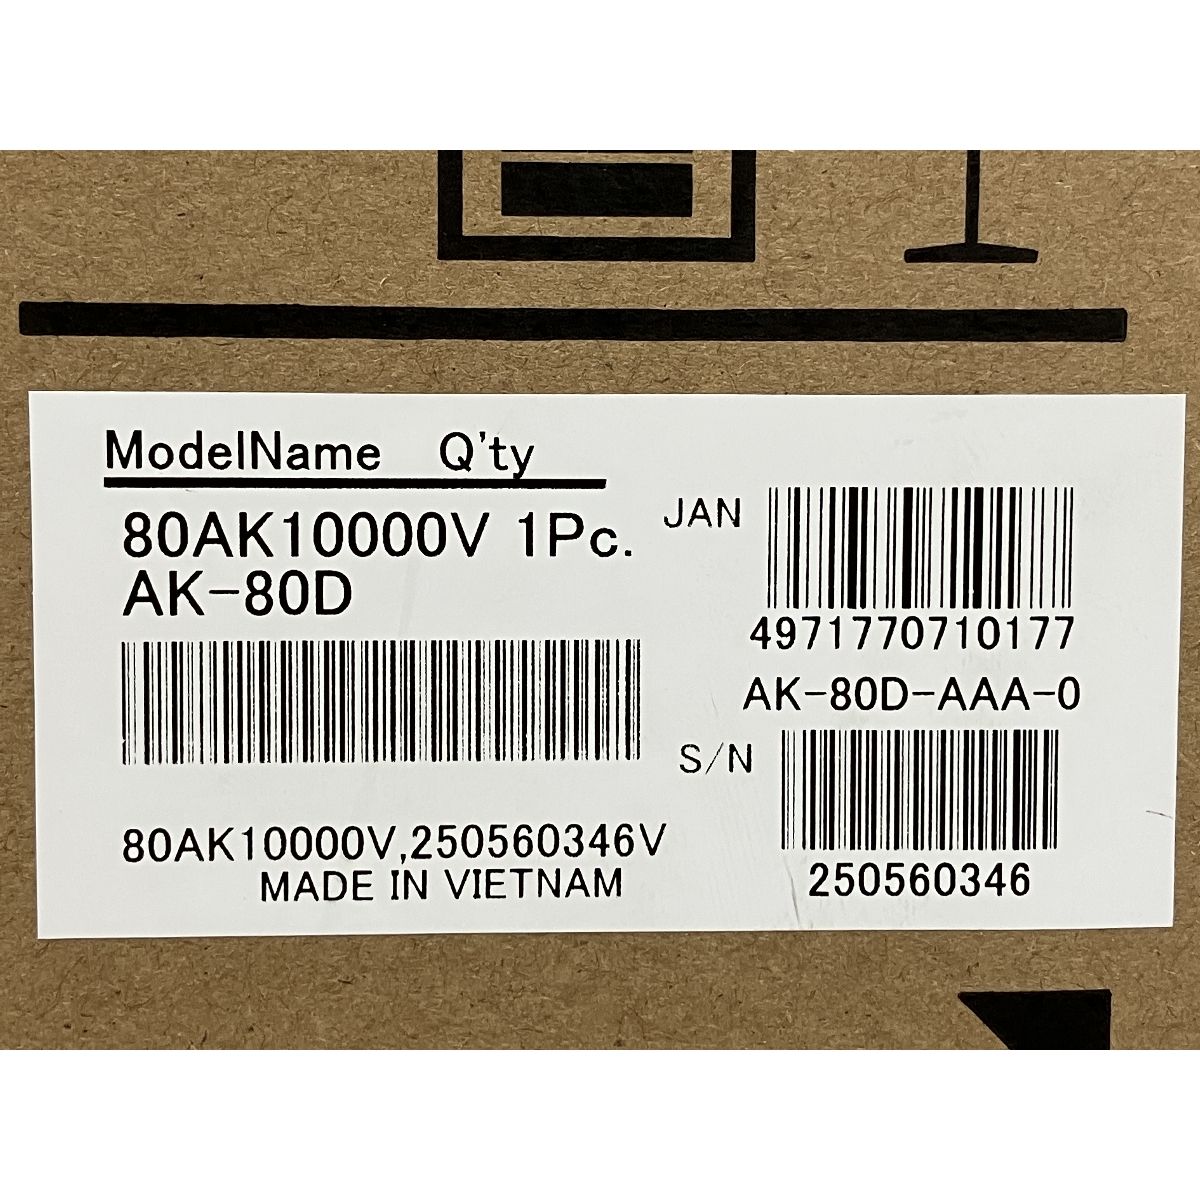 ModelName Q'ty
80AK10000V 1Pc.
AK-80D
JAN
4971770710177
AK-80D-AAA-0
S/N
250560346
80AK10000V,250560346V
MADE IN VIETNAM